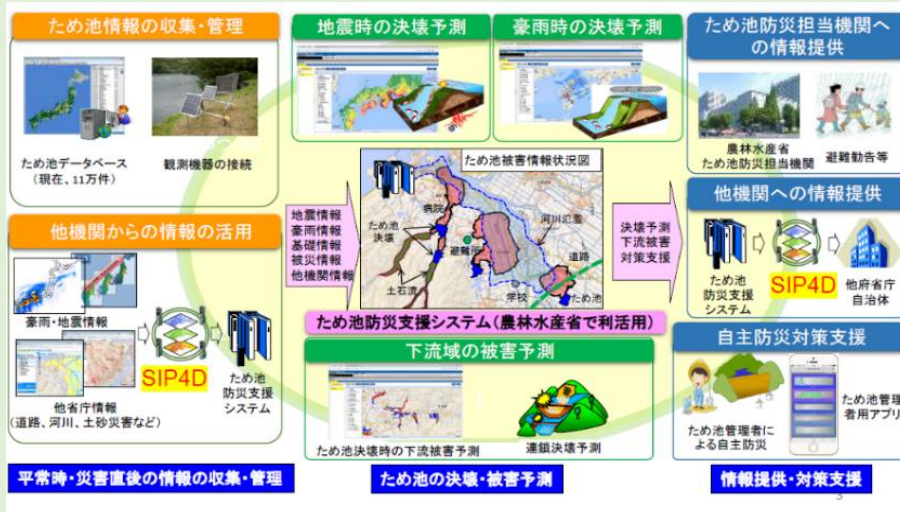 ため池情報の収集・管理
ため池データベース
(現在、11万件)
観測機器の接続
他機関からの情報の活用
豪雨・地震情報
他省庁情報
(道路、河川、土砂災害など)
SIP4D
ため池
防災支援
システム
平常時・災害直後の情報の収集・管理
地震時の決壊予測
豪雨時の決壊予測
地震情報
豪雨情報
基礎情報
被災情報
他機関情報
ため池被害情報状況図
病院
ため池
決壊
避難所
河川氾濫
道路
土石流
学校
ため池
決壊予測
下流被害
対策支援
ため池防災支援システム(農林水産省で利活用)
下流域の被害予測
ため池決壊時の下流被害予測
連鎖決壊予測
ため池の決壊・被害予測
ため池防災担当機関へ
の情報提供
農林水産省
ため池防災担当機関
避難勧告等
他機関への情報提供
ため池
防災支援
システム
SIP4D
他府省庁
自治体
自主防災対策支援
ため池管理者に
よる自主防災
ため池管理
者用アプリ
情報提供・対策支援
3